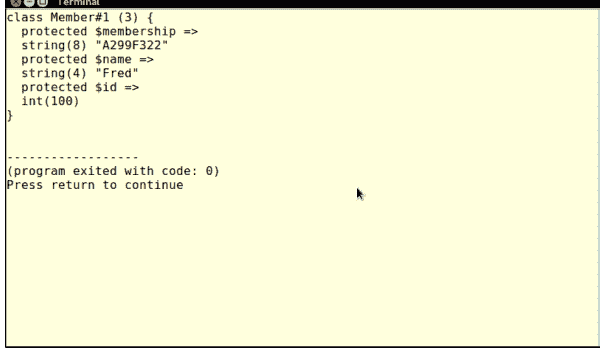 Terminal
class Member#1 (3) {
  protected $membership =>
  string(8) "A299F322"
  protected $name =>
  string(4) "Fred"
  protected $id =>
  int(100)
}
------------------
(program exited with code: 0)
Press return to continue